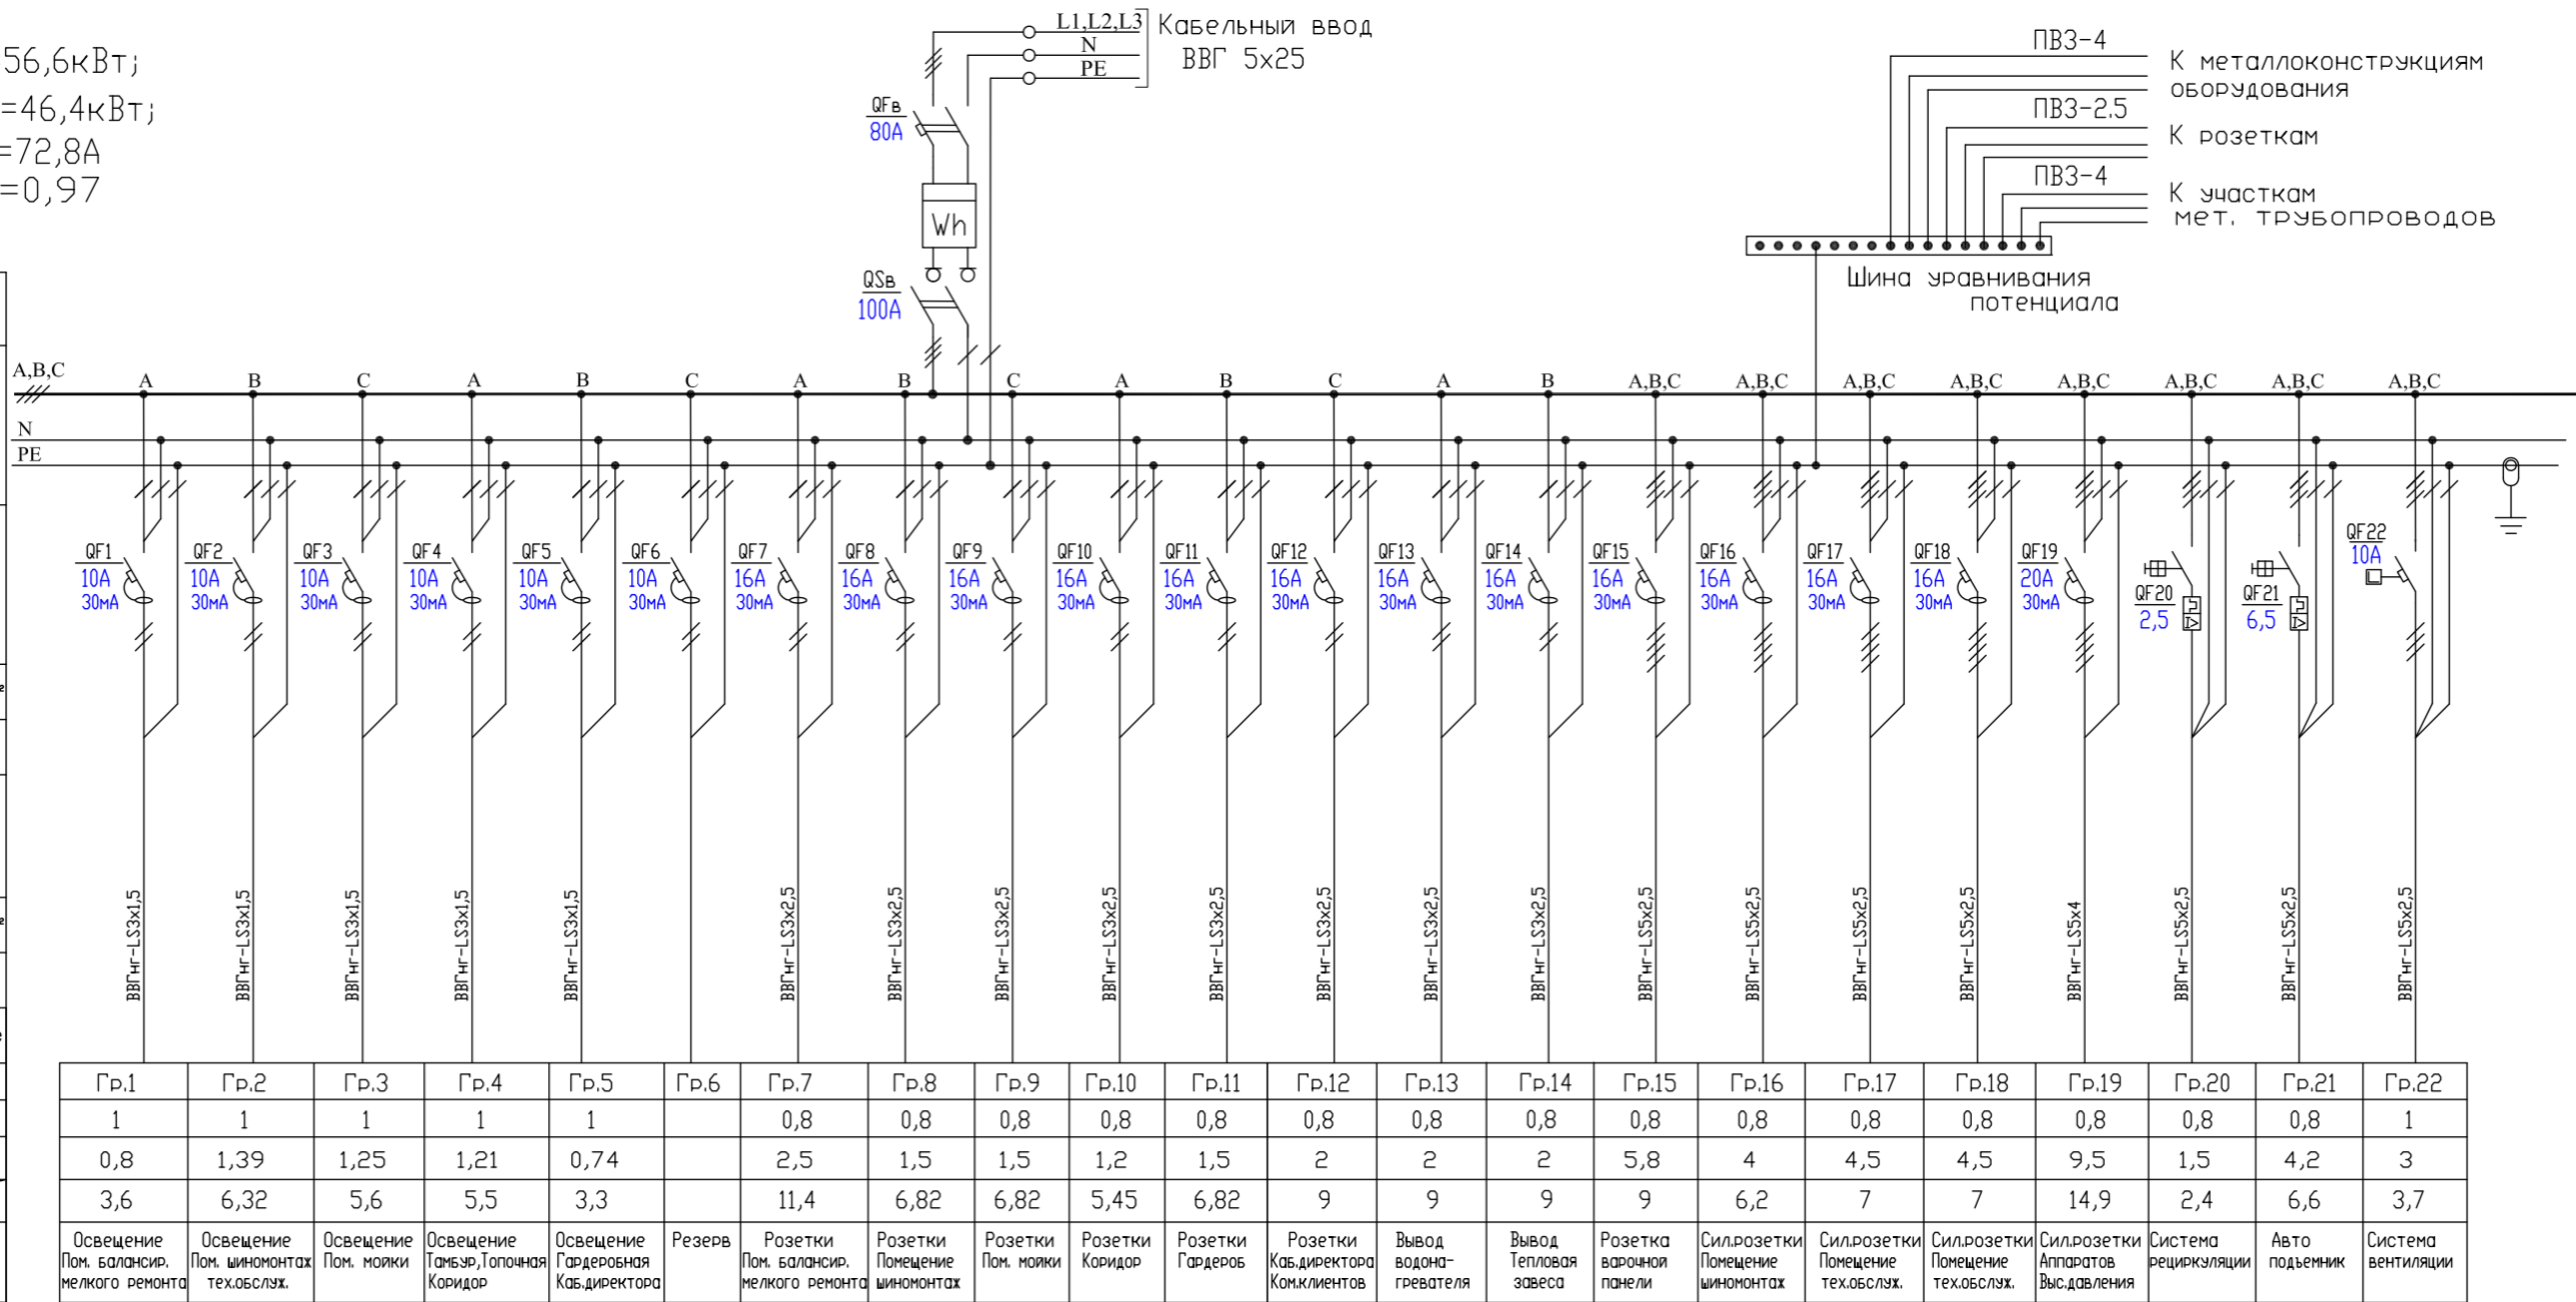 56,6кВт;
=46,4кВт;
=72,8А
=0,97
L1,L2,L3
N
PE
Кабельный ввод
ВВГ 5х25
QFв
80А
Wh
QSв
100А
ПВ3-4
К металлоконструкциям
оборудования
ПВ3-2.5
К розеткам
ПВ3-4
К участкам
мет. трубопроводов
Шина уравнивания
потенциала
A,B,C
A B C A B C A B C A B C A B A,B,C A,B,C A,B,C A,B,C A,B,C A,B,C A,B,C A,B,C
N
PE
QF1 QF2 QF3 QF4 QF5 QF6 QF7 QF8 QF9 QF10 QF11 QF12 QF13 QF14 QF15 QF16 QF17 QF18 QF19 QF22
10А 10А 10А 10А 10А 10А 16А 16А 16А 16А 16А 16А 16А 16А 16А 16А 16А 16А 20А 10А
30мА 30мА 30мА 30мА 30мА 30мА 30мА 30мА 30мА 30мА 30мА 30мА 30мА 30мА 30мА 30мА 30мА 30мА 30мА
QF20 QF21
2,5 6,5
ВВГнг-LS3х1,5
ВВГнг-LS3х1,5
ВВГнг-LS3х1,5
ВВГнг-LS3х1,5
ВВГнг-LS3х1,5
ВВГнг-LS3х2,5
ВВГнг-LS3х2,5
ВВГнг-LS3х2,5
ВВГнг-LS3х2,5
ВВГнг-LS3х2,5
ВВГнг-LS3х2,5
ВВГнг-LS3х2,5
ВВГнг-LS3х2,5
ВВГнг-LS5х2,5
ВВГнг-LS5х2,5
ВВГнг-LS5х2,5
ВВГнг-LS5х2,5
ВВГнг-LS5х4
ВВГнг-LS5х2,5
ВВГнг-LS5х2,5
ВВГнг-LS5х2,5
Гр.1 Гр.2 Гр.3 Гр.4 Гр.5 Гр.6 Гр.7 Гр.8 Гр.9 Гр.10 Гр.11 Гр.12 Гр.13 Гр.14 Гр.15 Гр.16 Гр.17 Гр.18 Гр.19 Гр.20 Гр.21 Гр.22
1 1 1 1 1 0,8 0,8 0,8 0,8 0,8 0,8 0,8 0,8 0,8 0,8 0,8 0,8 0,8 0,8 0,8 1
0,8 1,39 1,25 1,21 0,74 2,5 1,5 1,5 1,2 1,5 2 2 2 5,8 4 4,5 4,5 9,5 1,5 4,2 3
3,6 6,32 5,6 5,5 3,3 11,4 6,82 6,82 5,45 6,82 9 9 9 9 6,2 7 7 14,9 2,4 6,6 3,7
Освещение
Пом. балансир.
мелкого ремонта
Освещение
Пом. шиномонтаж
тех.обслуж.
Освещение
Пом. мойки
Освещение
Тамбур,Топочная
Коридор
Освещение
Гардеробная
Каб.директора
Резерв
Розетки
Пом. балансир.
мелкого ремонта
Розетки
Помещение
шиномонтаж
Розетки
Пом. мойки
Розетки
Коридор
Розетки
Гардероб
Розетки
Каб.директора
Ком.клиентов
Вывод
водона-
гревателя
Вывод
Тепловая
завеса
Розетка
варочной
панели
Сил.розетки
Помещение
шиномонтаж
Сил.розетки
Помещение
тех.обслуж.
Сил.розетки
Помещение
тех.обслуж.
Сил.розетки
Аппаратов
Выс.давления
Система
рециркуляции
Авто
подъемник
Система
вентиляции